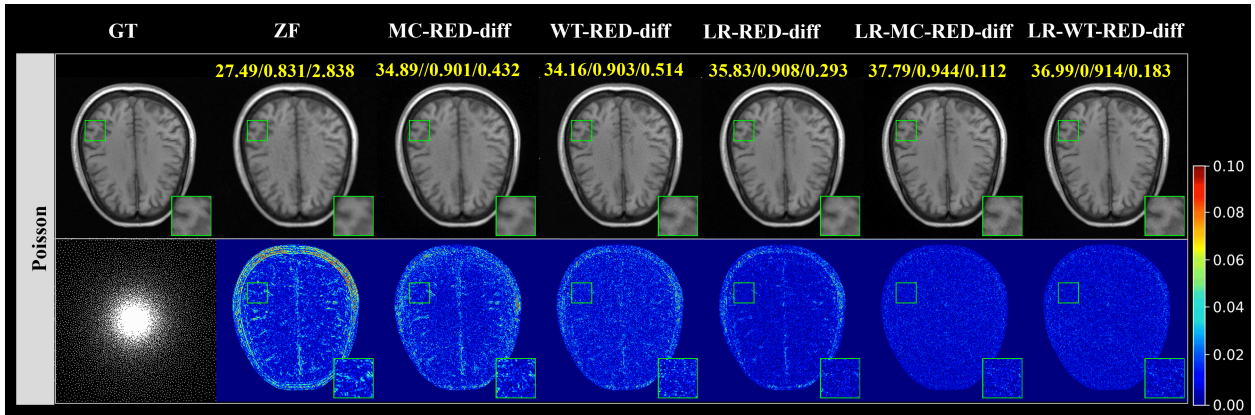 GT ZF MC-RED-diff WT-RED-diff LR-RED-diff LR-MC-RED-diff LR-WT-RED-diff
27.49/0.831/2.838 34.89//0.901/0.432 34.16/0.903/0.514 35.83/0.908/0.293 37.79/0.944/0.112 36.99/0/914/0.183
Poisson
0.10
0.08
0.06
0.04
0.02
0.00